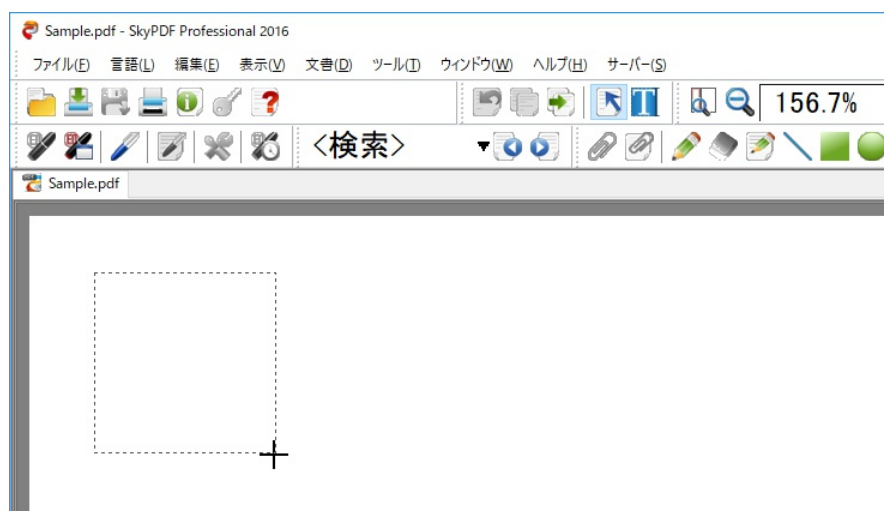 Sample.pdf - SkyPDF Professional 2016
ファイル(F) 言語(L) 編集(E) 表示(V) 文書(D) ツール(T) ウィンドウ(W) ヘルプ(H) サーバー(S)
156.7%
<検索>
Sample.pdf